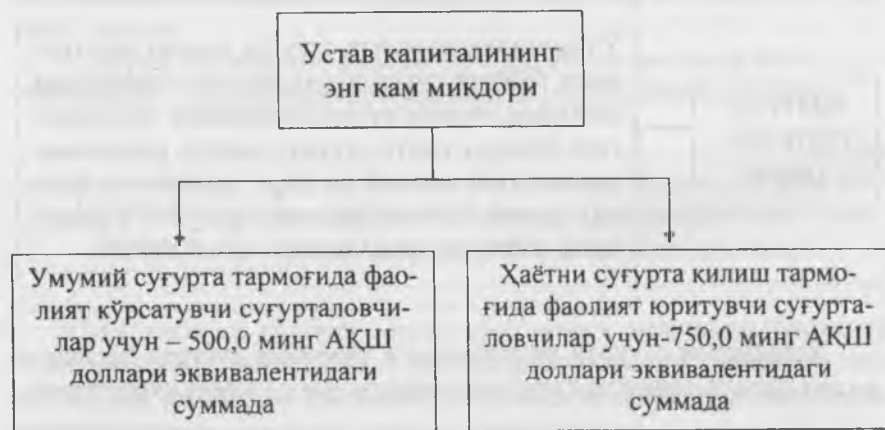 Устав капиталининг
энг кам миқдори
Умумий суғурта тармоғида фао-
лият кўрсатувчи суғурталовчи-
лар учун – 500,0 минг АҚШ
доллари эквивалентидаги
суммада
Ҳаётни суғурта қилиш тармо-
ғида фаолият юритувчи суғурта-
ловчилар учун-750,0 минг АҚШ
доллари эквивалентидаги
суммада